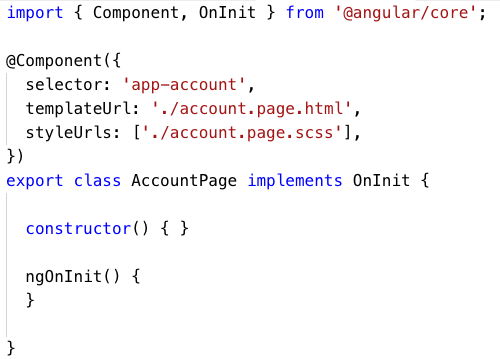 import { Component, OnInit } from '@angular/core';
@Component({
  selector: 'app-account',
  templateUrl: './account.page.html',
  styleUrls: ['./account.page.scss'],
})
export class AccountPage implements OnInit {
  constructor() { }
  ngOnInit() {
  }
}